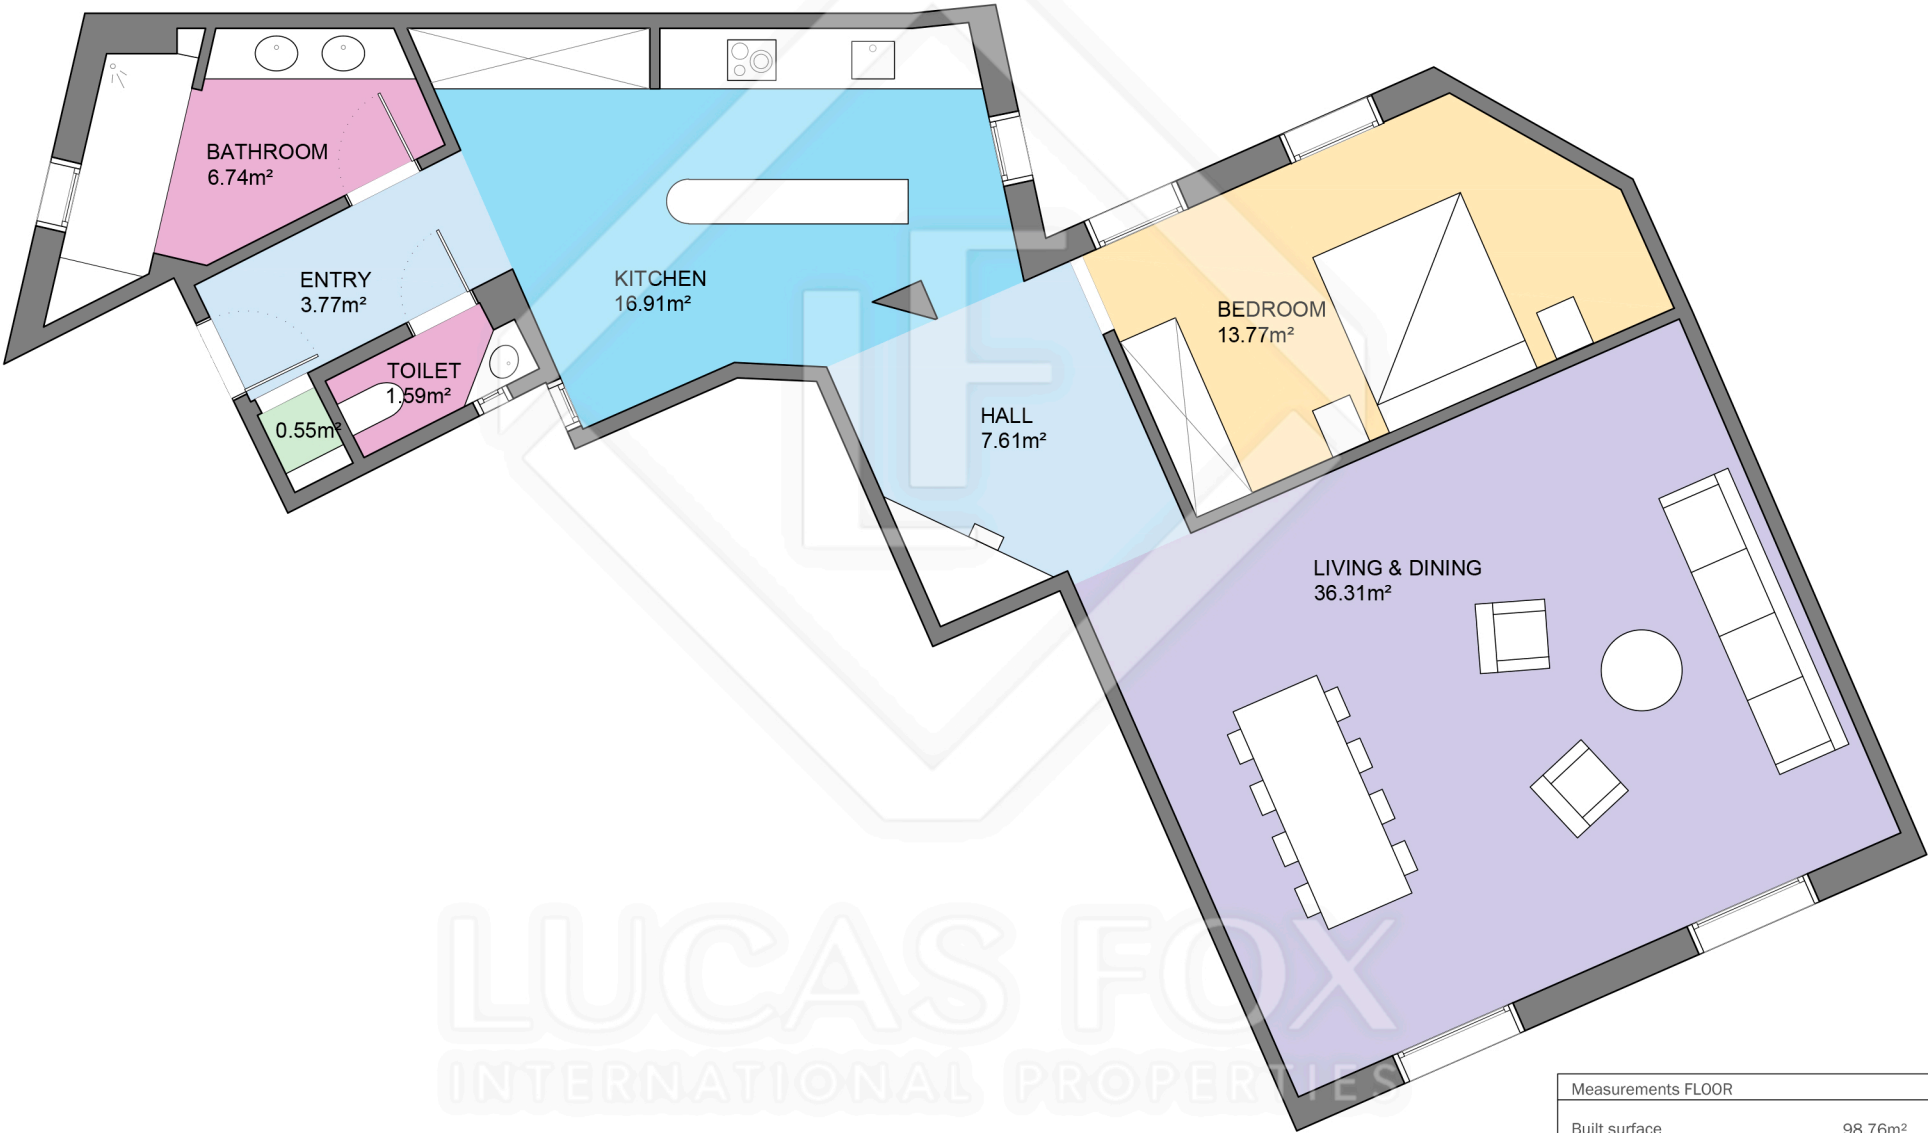 BATHROOM
6.74m²
ENTRY
3.77m²
KITCHEN
16.91m²
TOILET
1.59m²
0.55m²
HALL
7.61m²
BEDROOM
13.77m²
LIVING & DINING
36.31m²
LF
LUCAS FOX
INTERNATIONAL PROPERTIES
Measurements FLOOR
Built surface 98.76m²